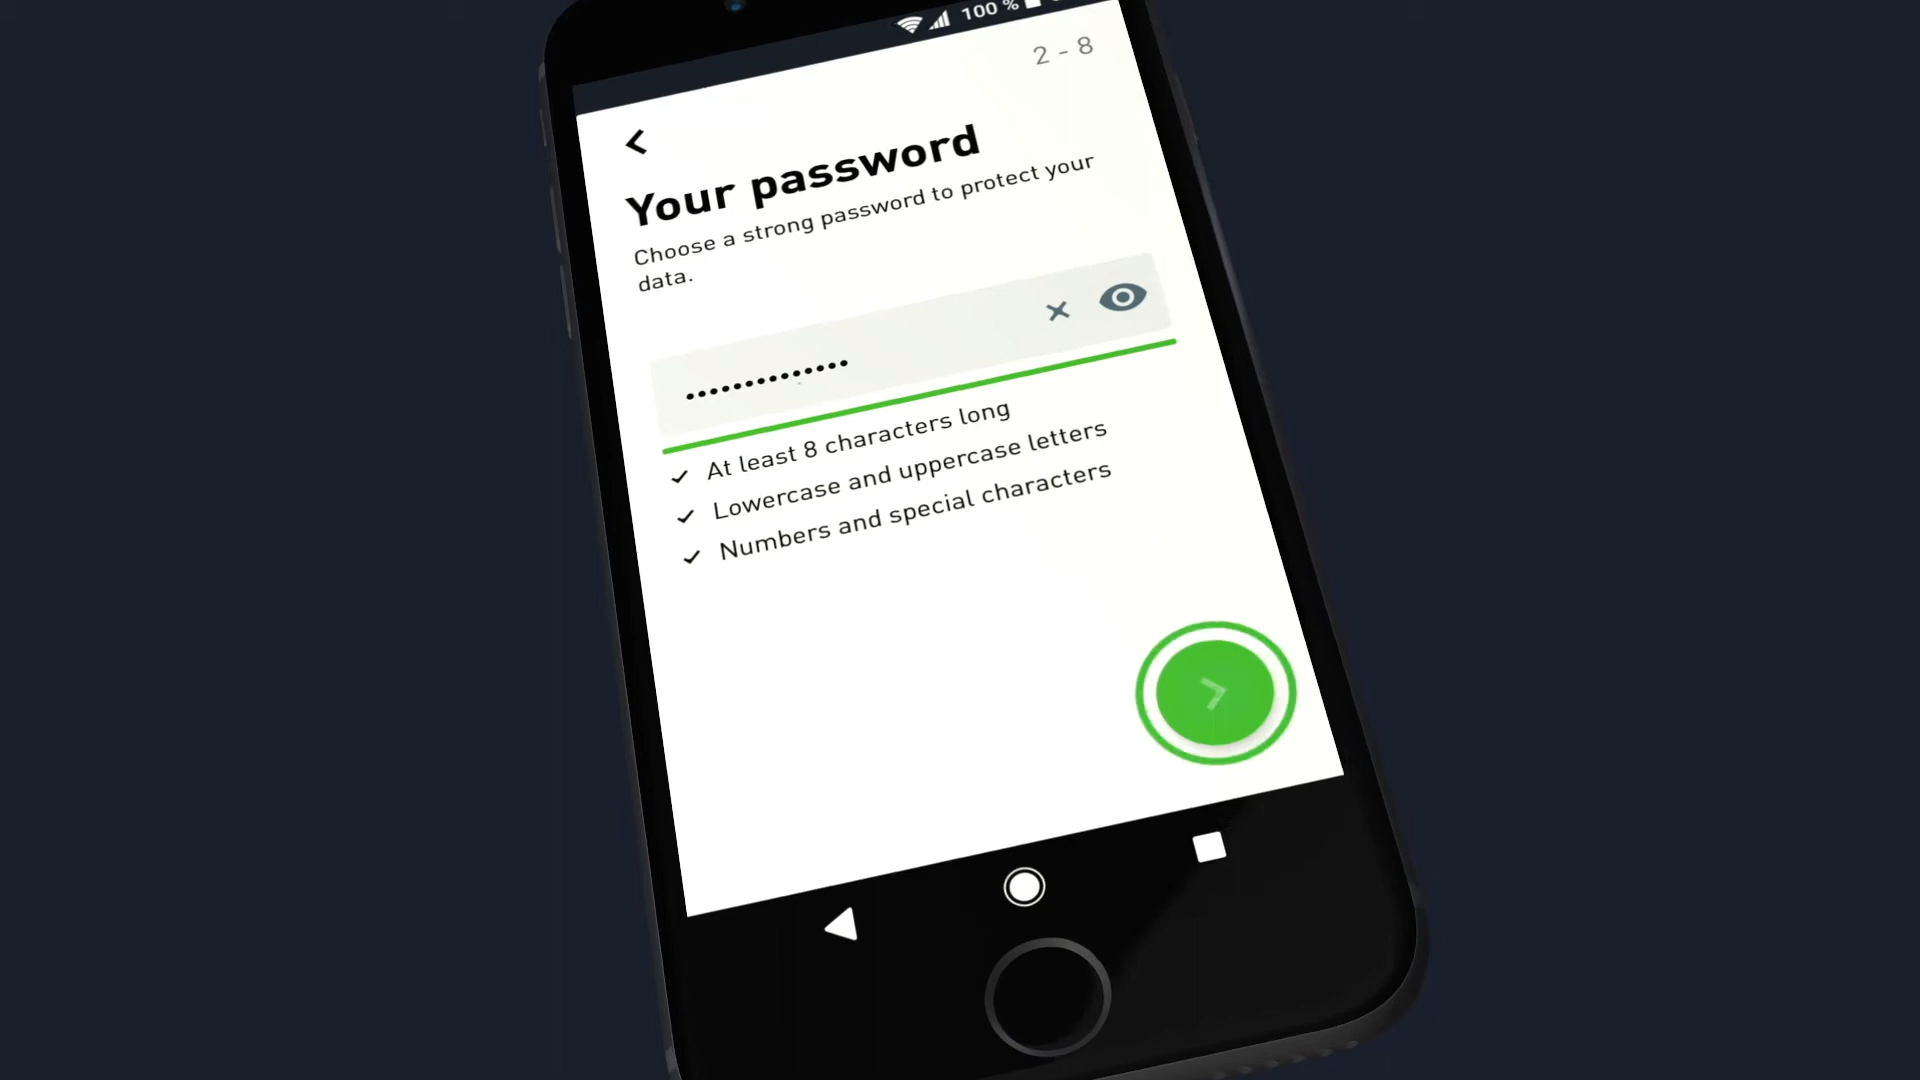 100 %
2 - 8
Your password
Choose a strong password to protect your
data.
••••••••••••••
At least 8 characters long
Lowercase and uppercase letters
Numbers and special characters